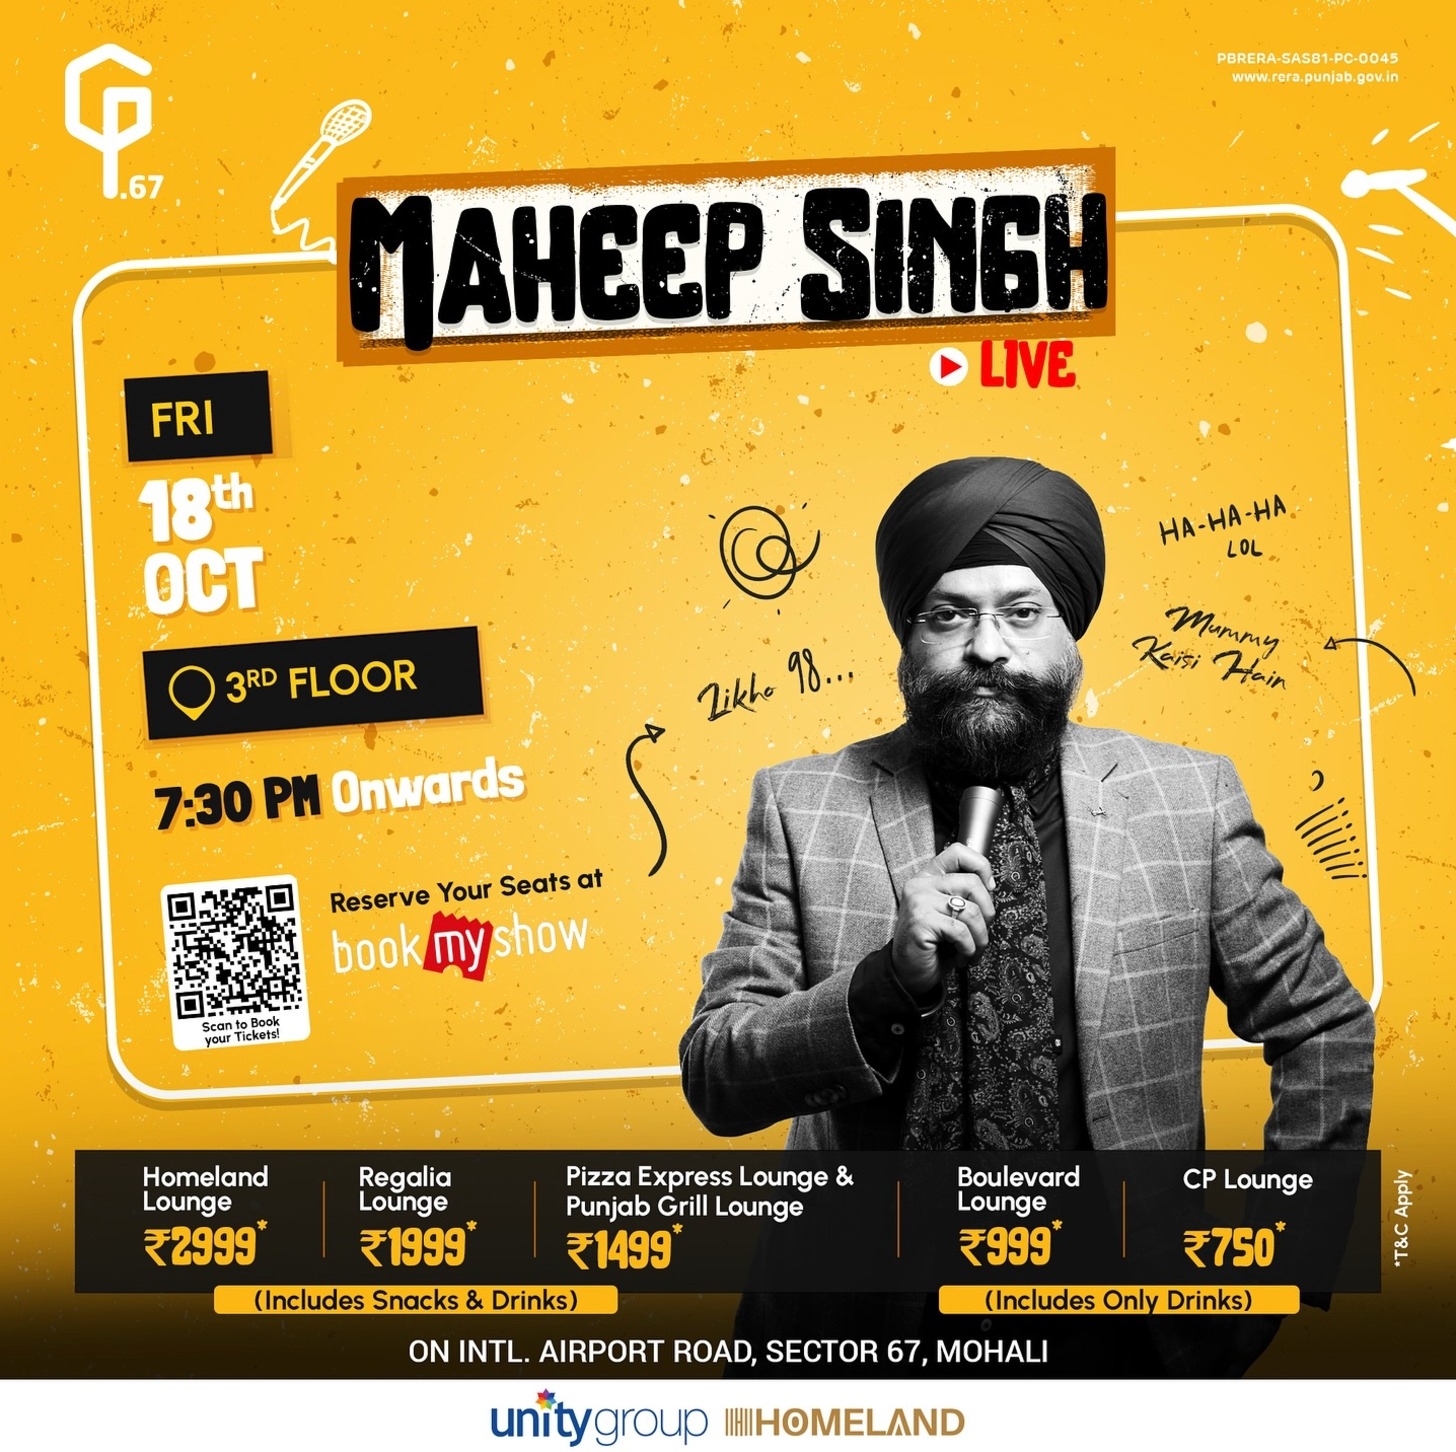 CP.67
PBRERA-SAS81-PC-0045
www.rera.punjab.gov.in
MAHEEP SINGH
LIVE
FRI
18th
OCT
3RD FLOOR
7:30 PM Onwards
Reserve Your Seats at
bookmyshow
Scan to Book
your Tickets!
Likho 98...
HA-HA-HA
LOL
Mummy
Kaisi Hain
Homeland
Lounge
₹2999*
Regalia
Lounge
₹1999*
Pizza Express Lounge &
Punjab Grill Lounge
₹1499*
Boulevard
Lounge
₹999*
CP Lounge
₹750*
(Includes Snacks & Drinks)
(Includes Only Drinks)
*T&C Apply
ON INTL. AIRPORT ROAD, SECTOR 67, MOHALI
unitygroup
HOMELAND